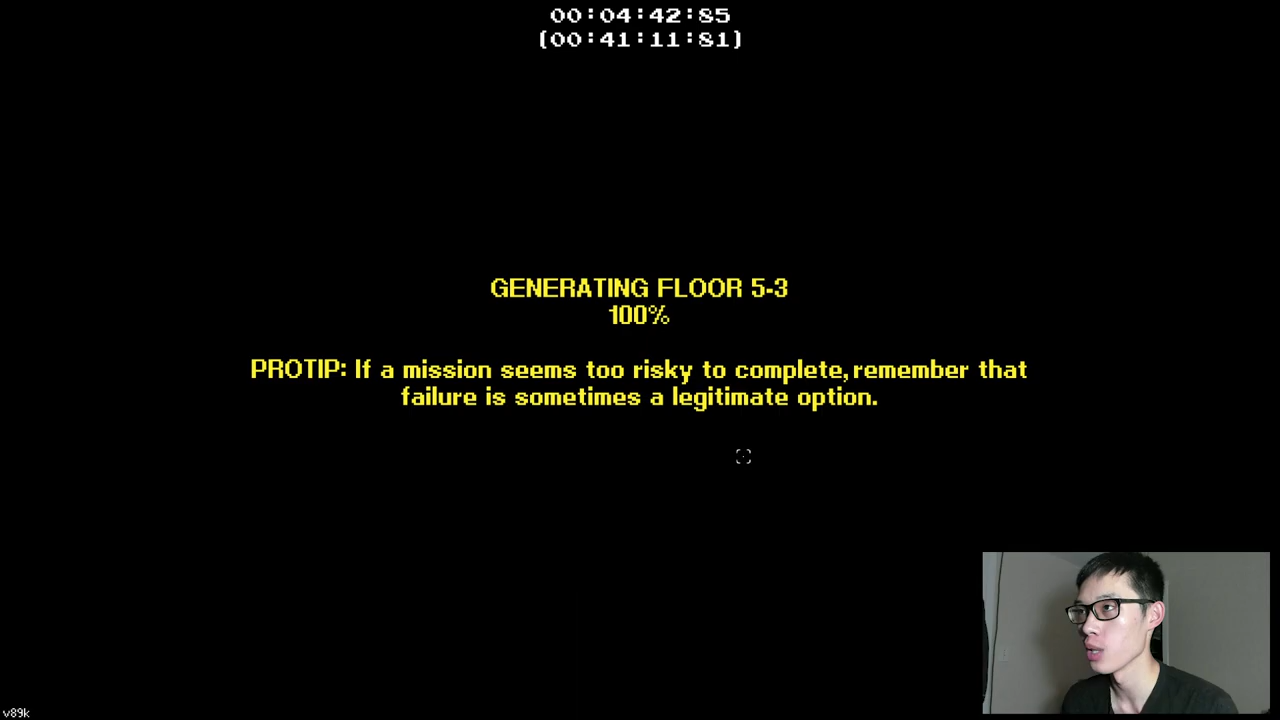 00:04:42:85
[00:41:11:81]
GENERATING FLOOR 5-3
100%
PROTIP: If a mission seems too risky to complete, remember that
failure is sometimes a legitimate option.
v89k